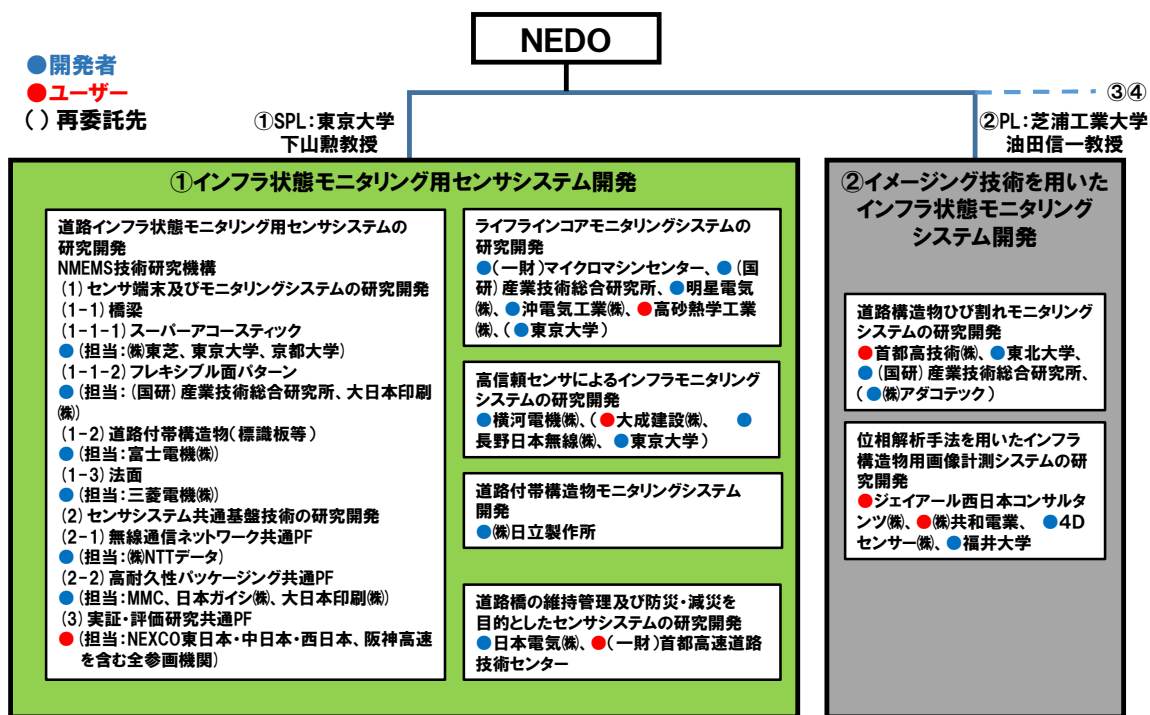 NEDO
●開発者
●ユーザー
( ) 再委託先
①SPL:東京大学
下山勲教授
③④
②PL:芝浦工業大学
油田信一教授
①インフラ状態モニタリング用センサシステム開発
道路インフラ状態モニタリング用センサシステムの
研究開発
NMEMS技術研究機構
(1)センサ端末及びモニタリングシステムの研究開発
(1-1)橋梁
(1-1-1)スーパーアコースティック
●(担当:㈱東芝、東京大学、京都大学)
(1-1-2)フレキシブル面パターン
●(担当:(国研)産業技術総合研究所、大日本印刷
㈱)
(1-2)道路付帯構造物(標識板等)
●(担当:富士電機㈱)
(1-3)法面
●(担当:三菱電機㈱)
(2)センサシステム共通基盤技術の研究開発
(2-1)無線通信ネットワーク共通PF
●(担当:㈱NTTデータ)
(2-2)高耐久性パッケージング共通PF
●(担当:MMC、日本ガイシ㈱、大日本印刷㈱)
(3)実証・評価研究共通PF
●(担当:NEXCO東日本・中日本・西日本、阪神高速
を含む全参画機関)
ライフラインコアモニタリングシステムの
研究開発
●(一財)マイクロマシンセンター、●(国
研)産業技術総合研究所、●明星電気
㈱、●沖電気工業㈱、●高砂熱学工業
㈱、(●東京大学)
高信頼センサによるインフラモニタリング
システムの研究開発
●横河電機㈱、(●大成建設㈱、 ●
長野日本無線㈱、●東京大学)
道路付帯構造物モニタリングシステム
開発
●㈱日立製作所
道路橋の維持管理及び防災・減災を
目的としたセンサシステムの研究開発
●日本電気㈱、●(一財)首都高速道路
技術センター
②イメージング技術を用いた
インフラ状態モニタリング
システム開発
道路構造物ひび割れモニタリング
システムの研究開発
●首都高技術㈱、●東北大学、
●(国研)産業技術総合研究所、
(●㈱アダコテック)
位相解析手法を用いたインフラ
構造物用画像計測システムの研
究開発
●ジェイアール西日本コンサルタ
ンツ㈱、●㈱共和電業、 ●4D
センサー㈱、●福井大学